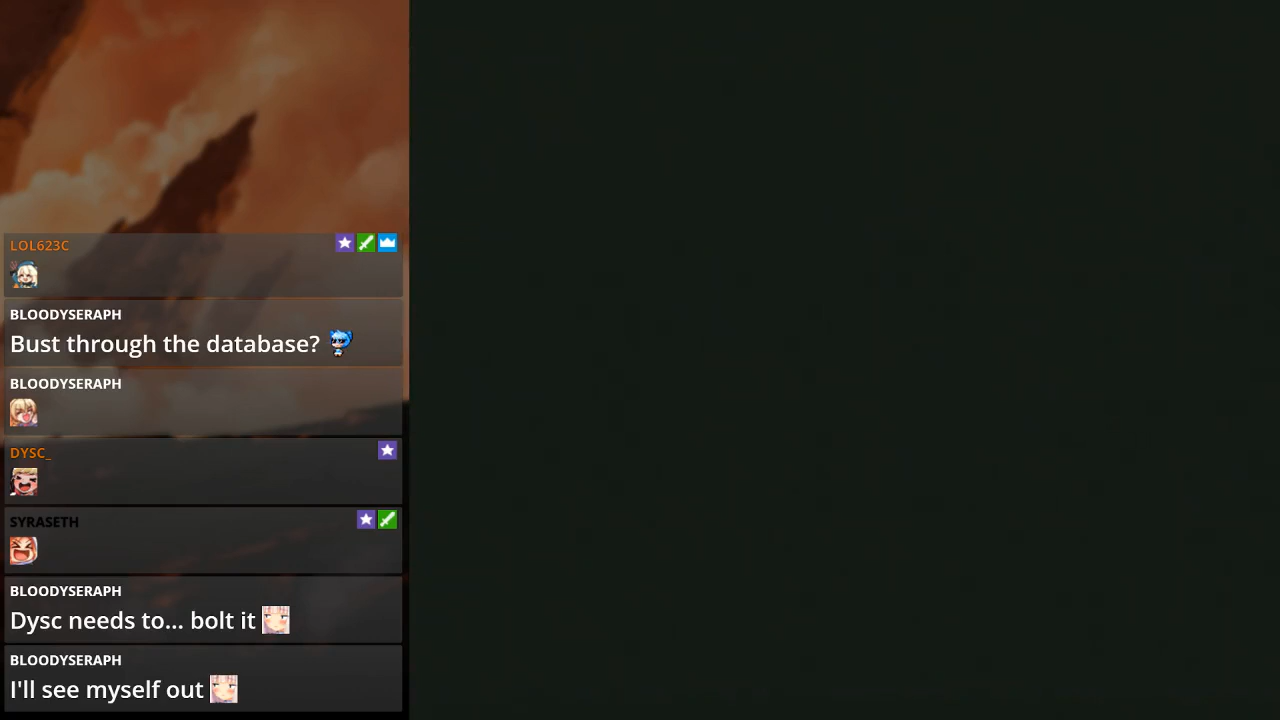 LOL623C
BLOODYSERAPH
Bust through the database?
BLOODYSERAPH
DYSC_
SYRASETH
BLOODYSERAPH
Dysc needs to... bolt it
BLOODYSERAPH
I'll see myself out